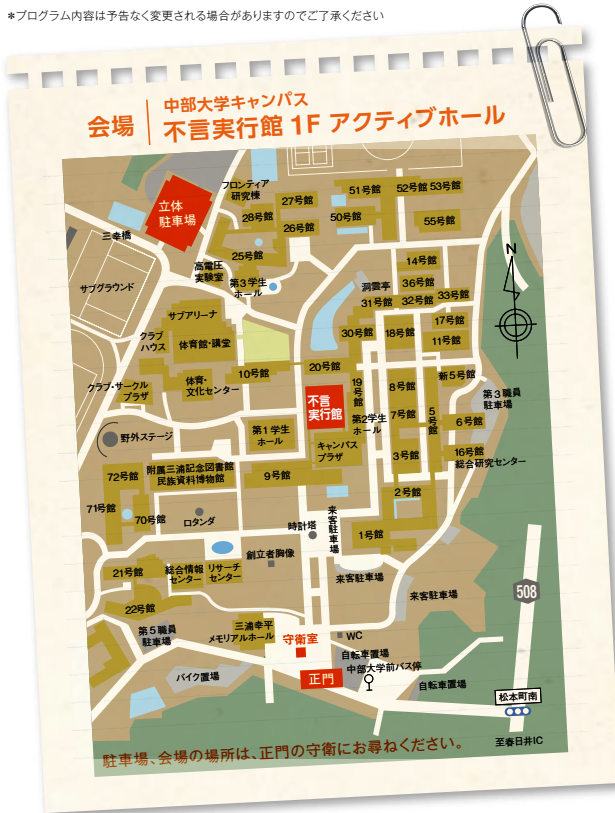 *プログラム内容は予告なく変更される場合がありますのでご了承ください
会場
中部大学キャンパス
不言実行館 1F アクティブホール
立体
駐車場
フロンティア
研究棟
27号館
28号館
26号館
25号館
51号館
52号館
53号館
50号館
55号館
三幸橋
サブグラウンド
高電圧
実験室
第3学生
ホール
洞雲亭
14号館
36号館
31号館
32号館
33号館
17号館
11号館
30号館
18号館
N
サブアリーナ
体育館・講堂
クラブ
ハウス
クラブ・サークル
プラザ
体育・
文化センター
10号館
20号館
19号館
不言
実行館
第2学生
ホール
8号館
7号館
新5号館
5号館
第3職員
駐車場
6号館
16号館
総合研究センター
3号館
2号館
野外ステージ
第1学生
ホール
キャンパス
プラザ
72号館
附属三浦記念図書館
民族資料博物館
9号館
71号館
70号館
ロタンダ
時計塔
来客駐車場
1号館
創立者胸像
来客駐車場
来客駐車場
21号館
総合情報
センター
リサーチ
センター
22号館
第5職員
駐車場
三浦幸平
メモリアルホール
守衛室
WC
自転車置場
中部大学前バス停
正門
バイク置場
自転車置場
508
松本町南
至春日井IC
駐車場、会場の場所は、正門の守衛にお尋ねください。